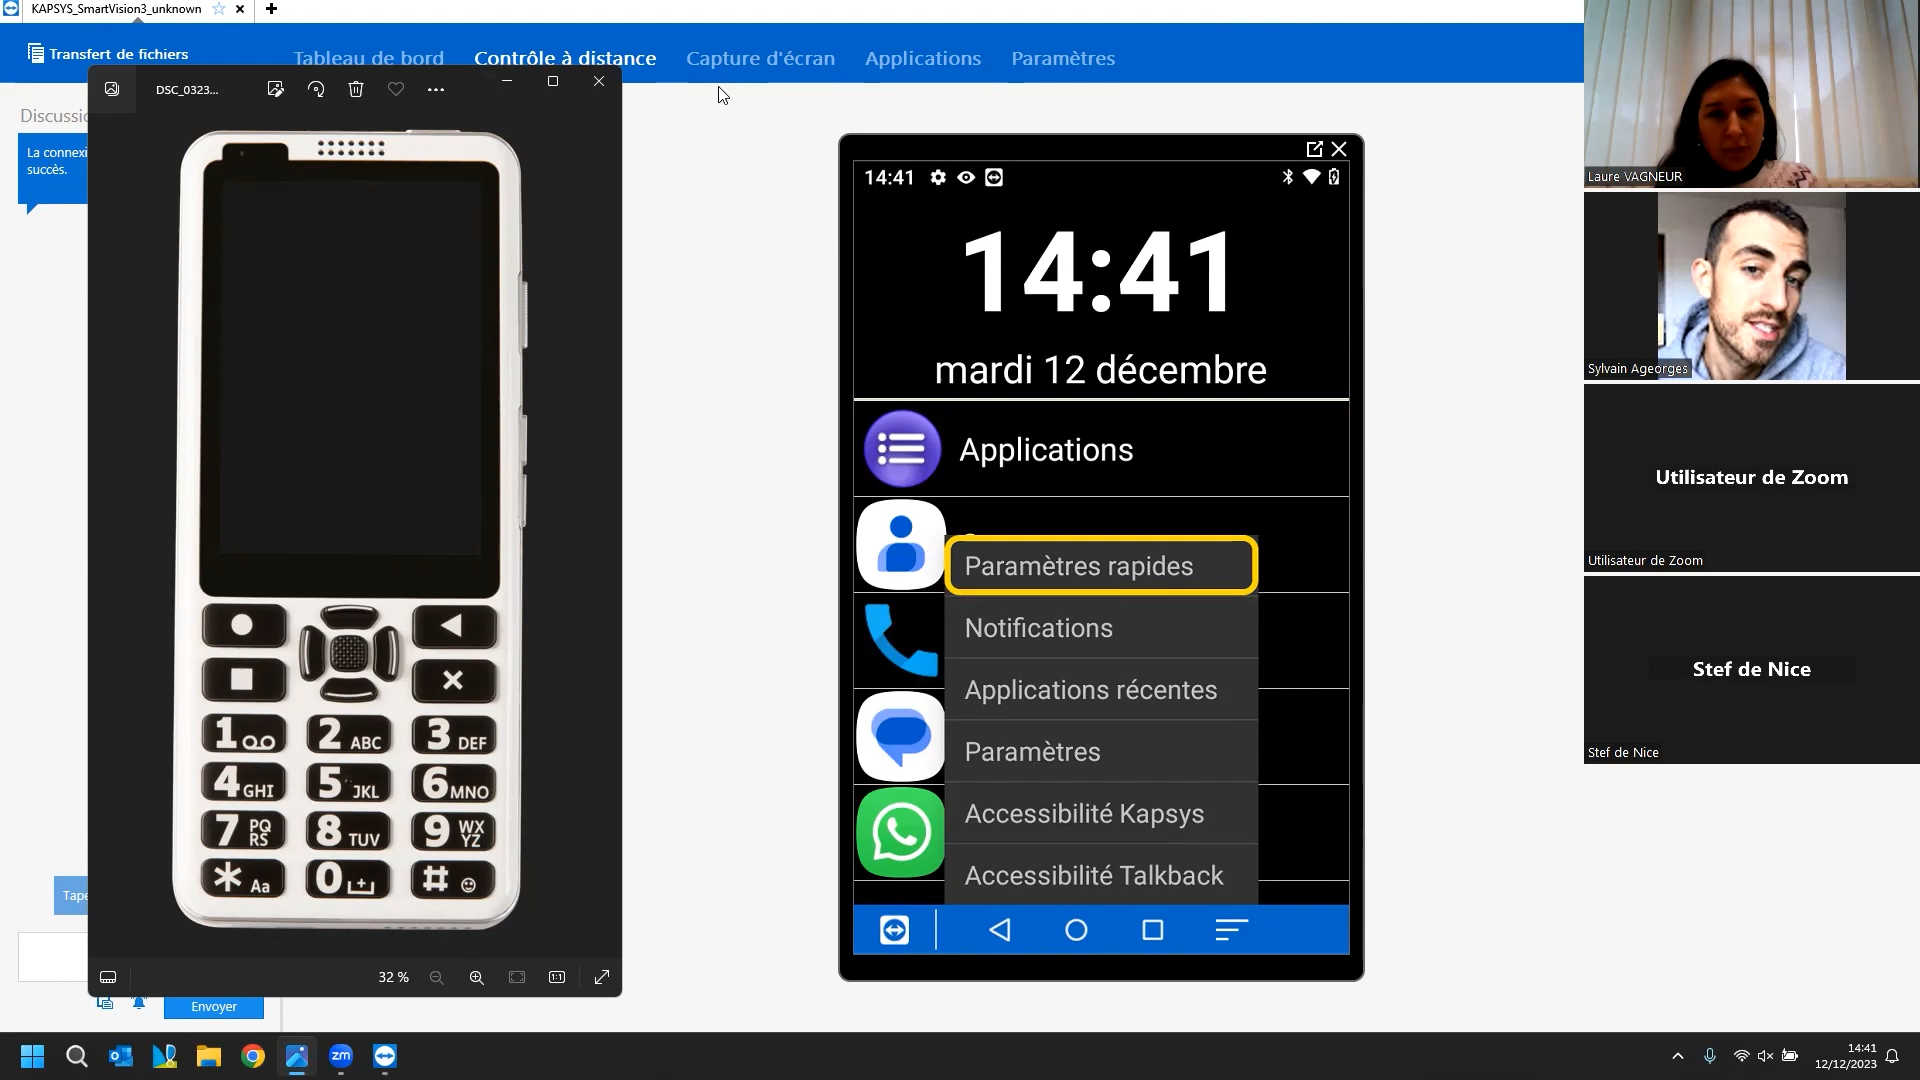 KAPSYS_SmartVision3_unknown
Transfert de fichiers
Tableau de bord
Contrôle à distance
Capture d'écran
Applications
Paramètres
Discussio
La connexi
succès.
Tape
Envoyer
DSC_0323...
1
2 ABC
3 DEF
4 GHI
5 JKL
6 MNO
7 PQ RS
8 TUV
9 WX YZ
* Aa
0
#
32 %
1:1
14:41
14:41
mardi 12 décembre
Applications
Paramètres rapides
Notifications
Applications récentes
Paramètres
Accessibilité Kapsys
Accessibilité Talkback
Laure VAGNEUR
Sylvain Ageorges
Utilisateur de Zoom
Utilisateur de Zoom
Stef de Nice
Stef de Nice
zm
14:41
12/12/2023